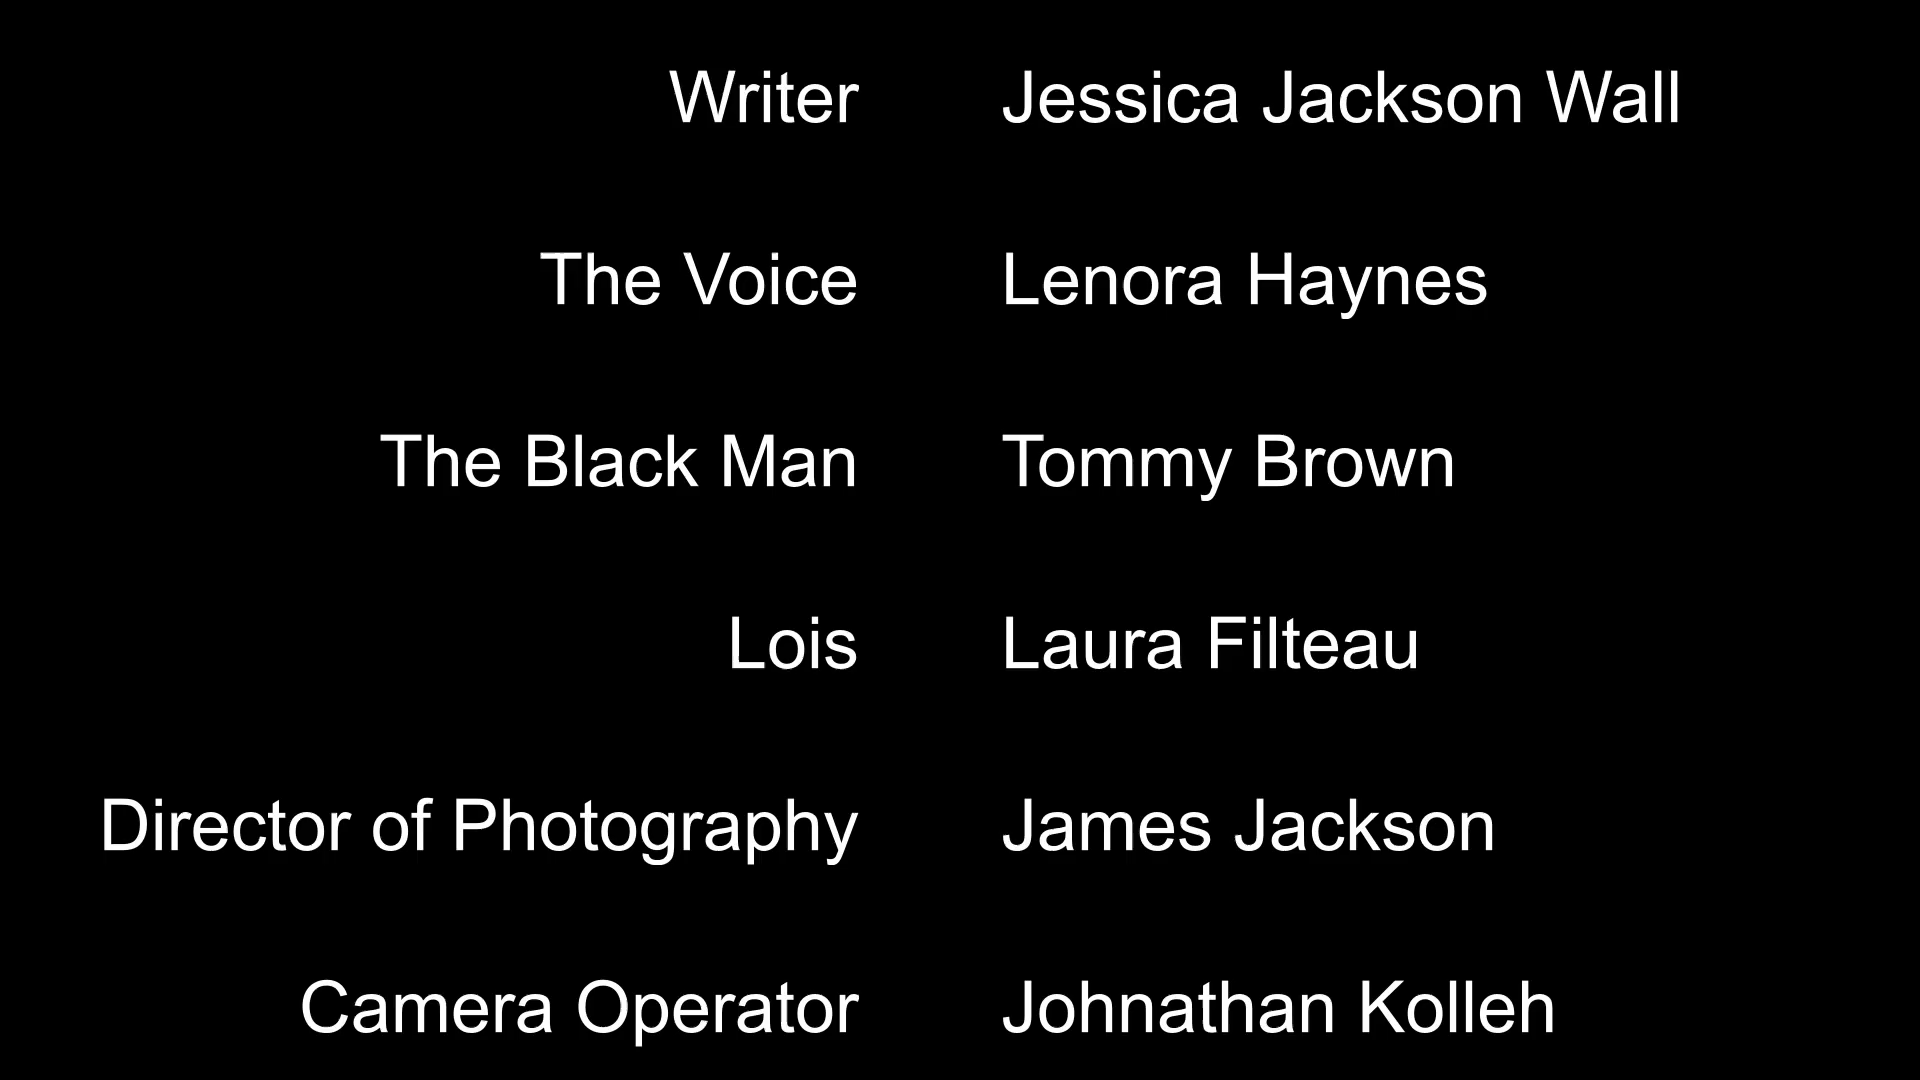 Writer Jessica Jackson Wall
The Voice Lenora Haynes
The Black Man Tommy Brown
Lois Laura Filteau
Director of Photography James Jackson
Camera Operator Johnathan Kolleh